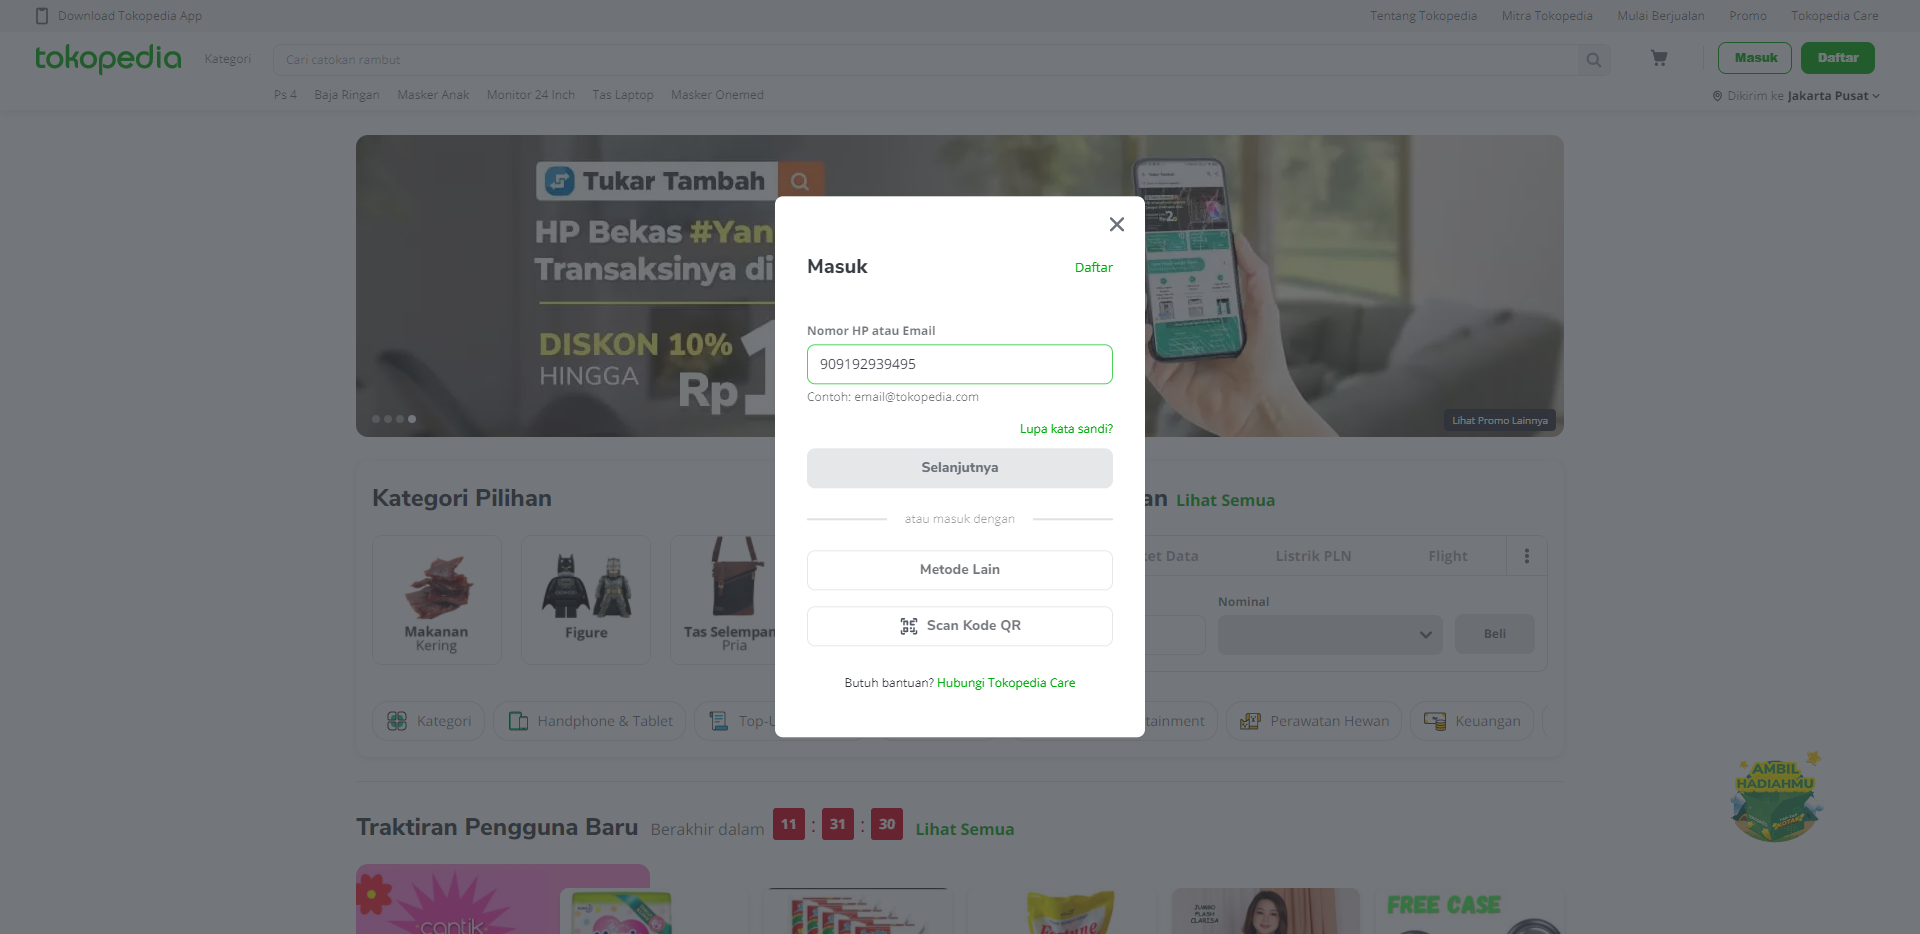 Download Tokopedia App
Tentang Tokopedia
Mitra Tokopedia
Mulai Berjualan
Promo
Tokopedia Care
tokopedia
Kategori
Cari catokan rambut
Masuk
Daftar
Ps 4
Baja Ringan
Masker Anak
Monitor 24 Inch
Tas Laptop
Masker Onemed
Dikirim ke Jakarta Pusat
Tukar Tambah
HP Bekas #Yan
Transaksinya di
DISKON 10%
HINGGA
Rp1
Lihat Promo Lainnya
Masuk
Daftar
Nomor HP atau Email
909192939495
Contoh: email@tokopedia.com
Lupa kata sandi?
Selanjutnya
atau masuk dengan
Metode Lain
Scan Kode QR
Butuh bantuan? Hubungi Tokopedia Care
Kategori Pilihan
an
Lihat Semua
et Data
Listrik PLN
Flight
Nominal
Beli
Makanan
Kering
Figure
Tas Selempan
Pria
Kategori
Handphone & Tablet
Top-U
tainment
Perawatan Hewan
Keuangan
AMBIL
HADIAHMU
Traktiran Pengguna Baru
Berakhir dalam
11 : 31 : 30
Lihat Semua
cantik
Fortune
JUMBO
FLASH
CLARISA
FREE CASE